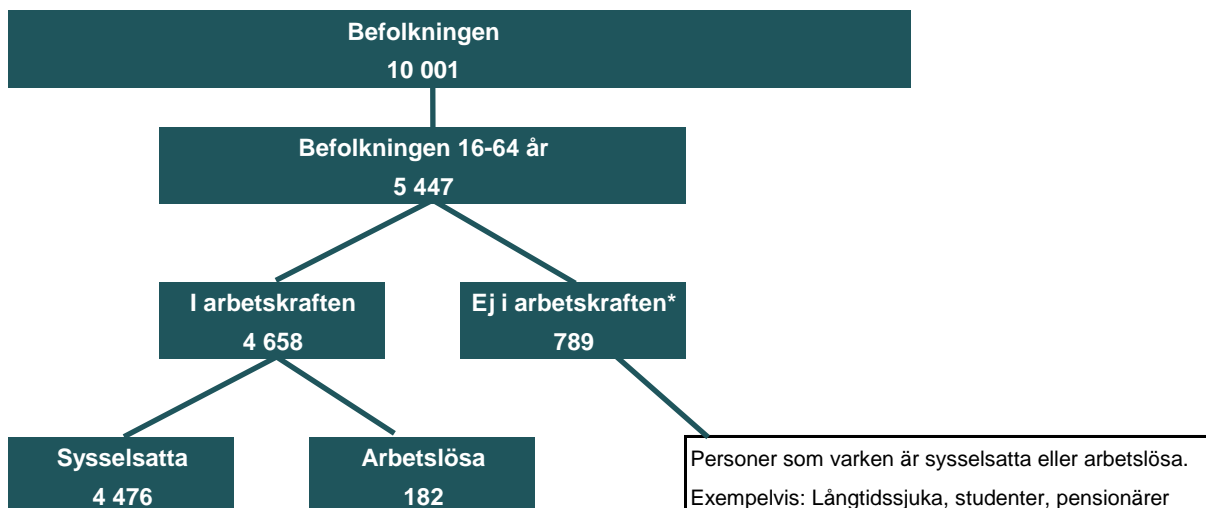 Befolkningen
10 001
Befolkningen 16-64 år
5 447
I arbetskraften
4 658
Ej i arbetskraften*
789
Sysselsatta
4 476
Arbetslösa
182
Personer som varken är sysselsatta eller arbetslösa.
Exempelvis: Långtidssjuka, studenter, pensionärer